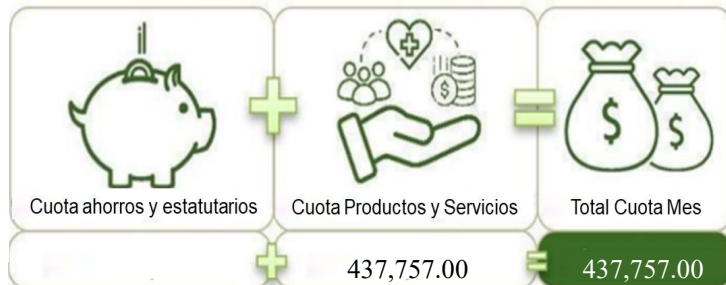 Cuota ahorros y estatutarios
Cuota Productos y Servicios
Total Cuota Mes
437,757.00
437,757.00